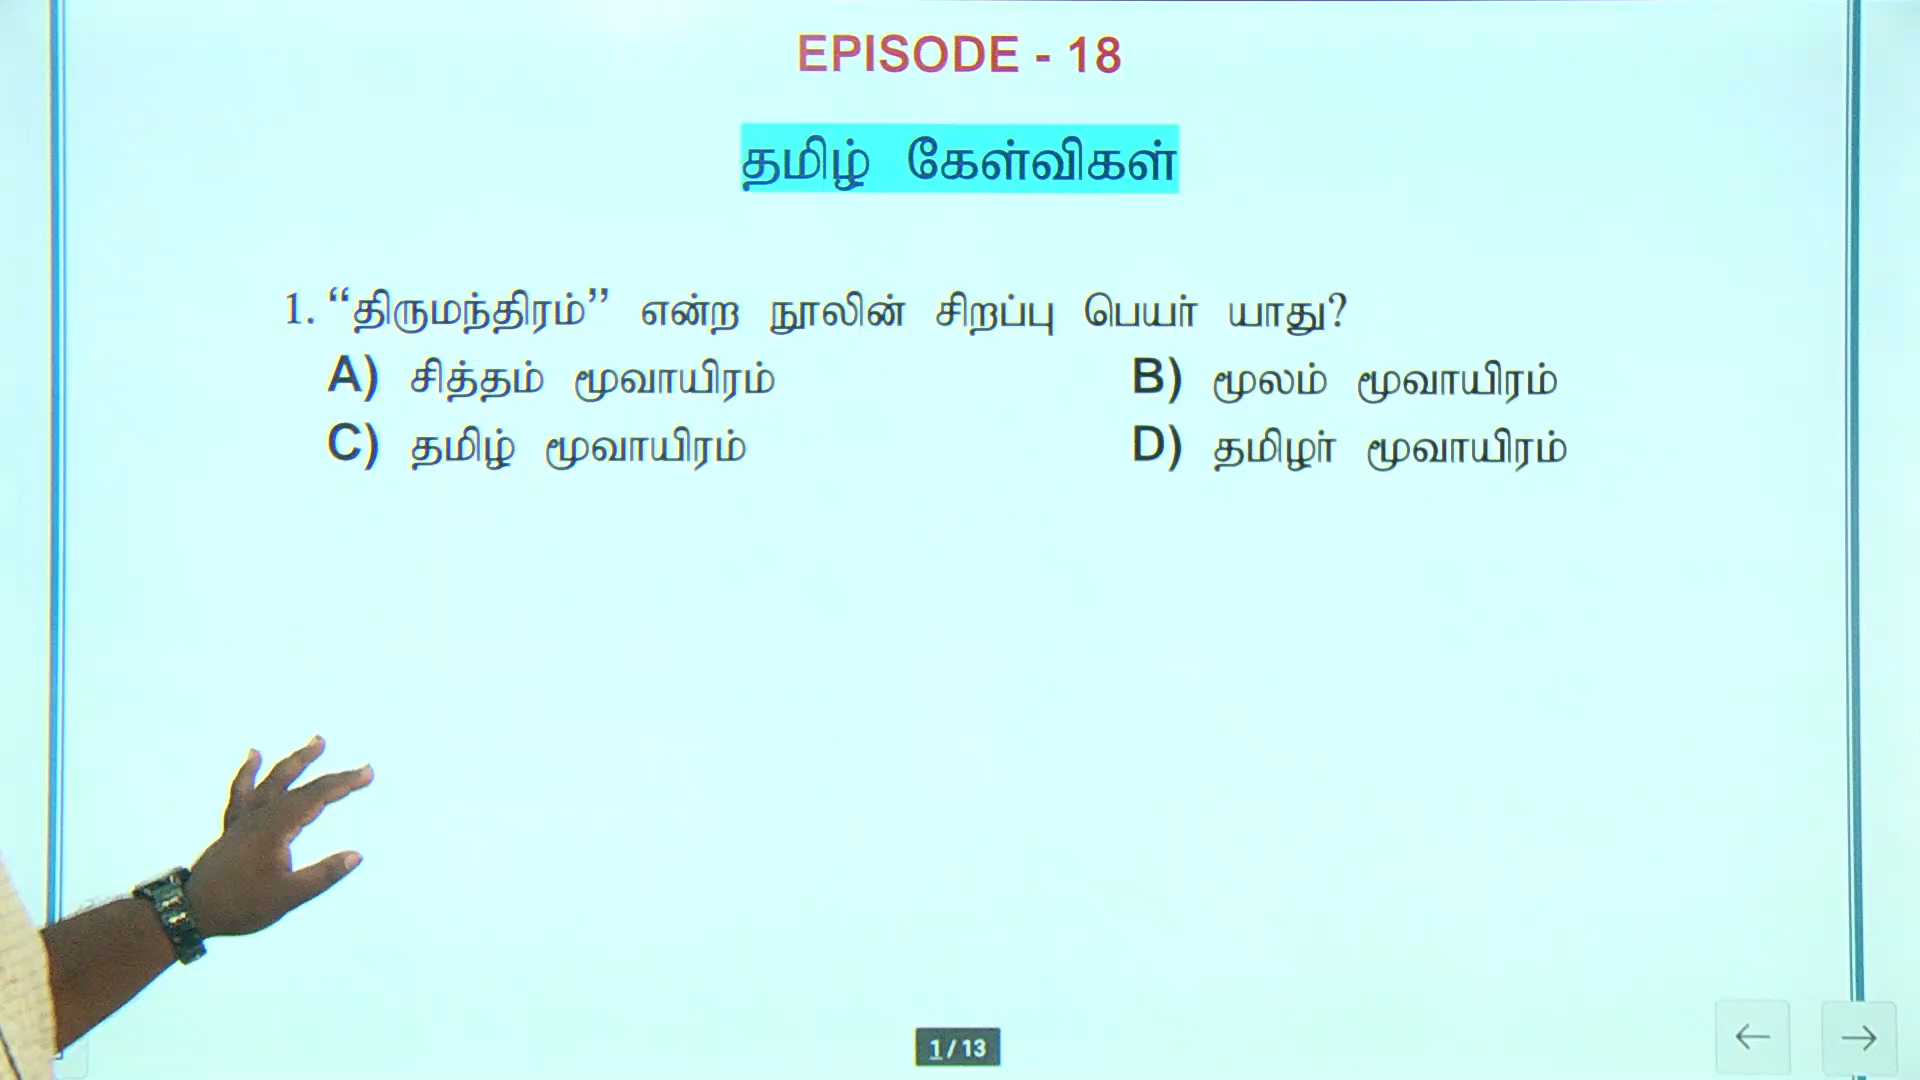 EPISODE - 18
தமிழ் கேள்விகள்
1. “திருமந்திரம்” என்ற நூலின் சிறப்பு பெயர் யாது?
A) சித்தம் மூவாயிரம் B) மூலம் மூவாயிரம்
C) தமிழ் மூவாயிரம் D) தமிழர் மூவாயிரம்
1 / 13